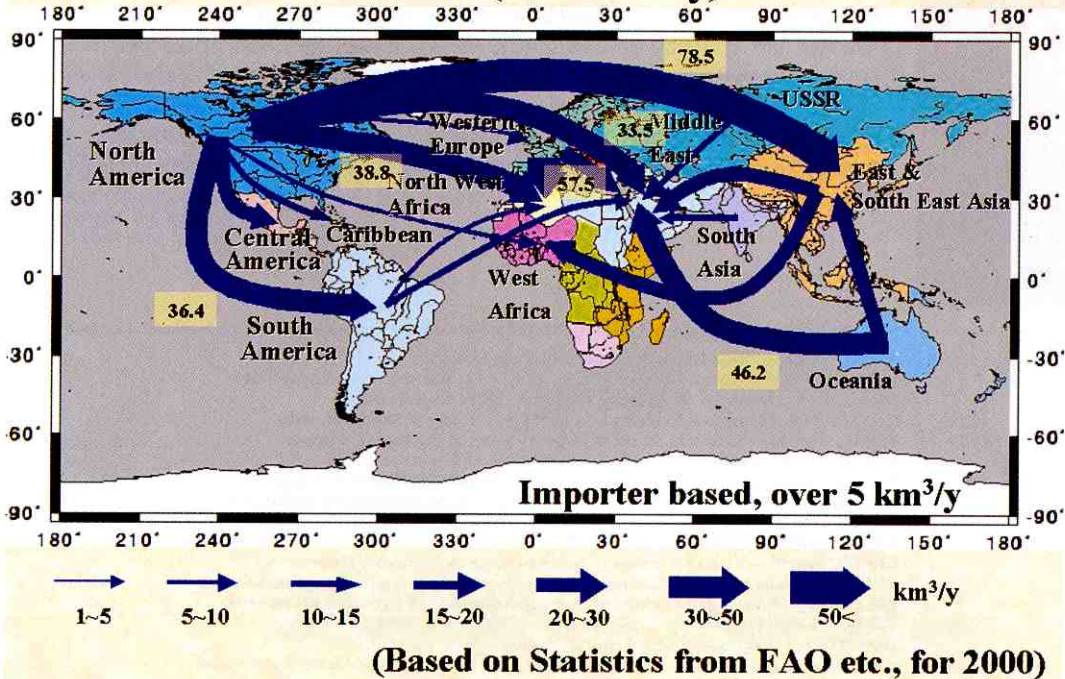 180˚ 210˚ 240˚ 270˚ 300˚ 330˚ 0˚ 30˚ 60˚ 90˚ 120˚ 150˚ 180˚
90˚ 90˚
60˚ 60˚
30˚ 30˚
0˚ 0˚
-30˚ -30˚
-60˚ -60˚
-90˚ -90˚
78.5
USSR
Western
Europe
33.5
Middle
East
North
America
38.8
North West
Africa
57.5
East &
South East Asia
Central
America
Caribbean
South
Asia
West
Africa
36.4
South
America
46.2
Oceania
Importer based, over 5 km³/y
180˚ 210˚ 240˚ 270˚ 300˚ 330˚ 0˚ 30˚ 60˚ 90˚ 120˚ 150˚ 180˚
1~5 5~10 10~15 15~20 20~30 30~50 50< km³/y
(Based on Statistics from FAO etc., for 2000)